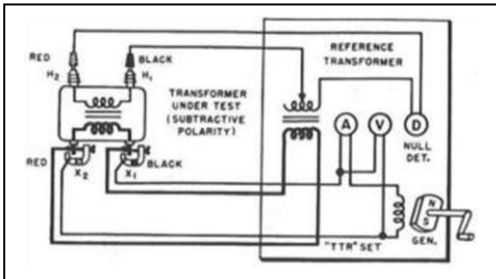 RED
BLACK
H2
H1
TRANSFORMER
UNDER TEST
(SUBTRACTIVE
POLARITY)
REFERENCE
TRANSFORMER
A
V
D
NULL
DET.
RED
X2
X1
BLACK
N
S
GEN.
"TTR" SET